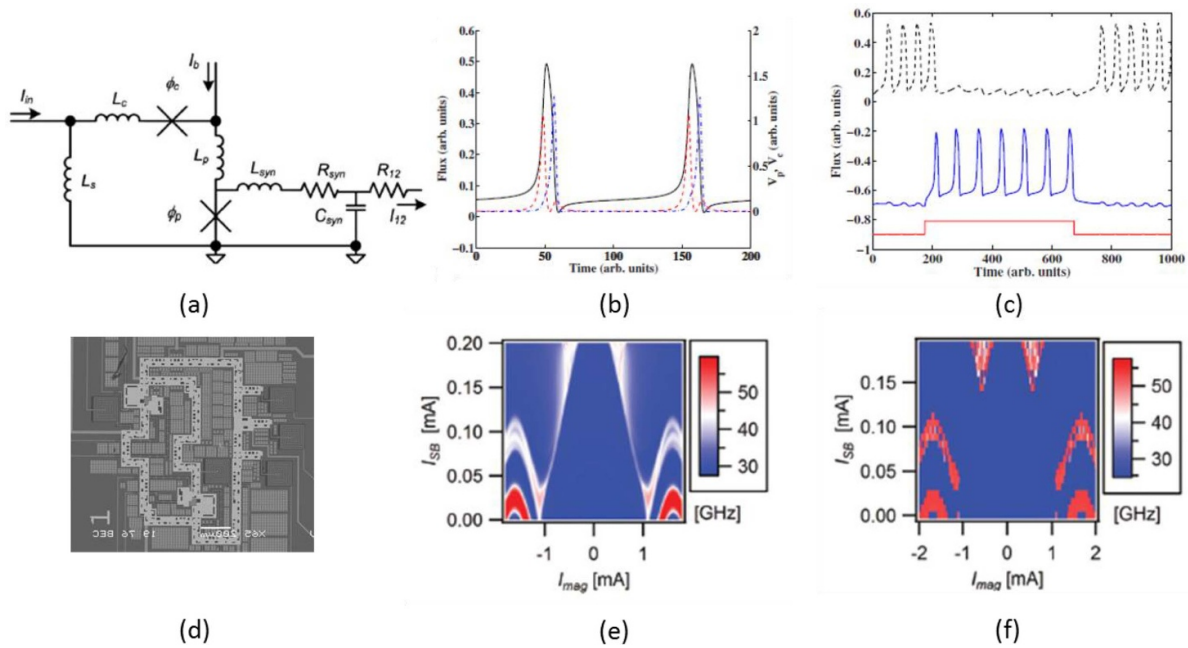 I_in
L_c
ϕ_c
I_b
L_s
L_p
L_syn
R_syn
R_12
ϕ_p
C_syn
I_12
(a)
0.6
0.5
0.4
0.3
0.2
0.1
0
-0.1
Flux (arb. units)
2
1.5
1
0.5
0
V_p, V_c (arb. units)
0 50 100 150 200
Time (arb. units)
(b)
0.6
0.4
0.2
0
-0.2
-0.4
-0.6
-0.8
-1
Flux (arb. units)
0 200 400 600 800 1000
Time (arb. units)
(c)
1
(d)
0.20
0.15
0.10
0.05
0.00
I_SB [mA]
-1 0 1
I_mag [mA]
50
40
30
[GHz]
(e)
0.15
0.10
0.05
0.00
I_SB [mA]
-2 -1 0 1 2
I_mag [mA]
50
40
30
[GHz]
(f)